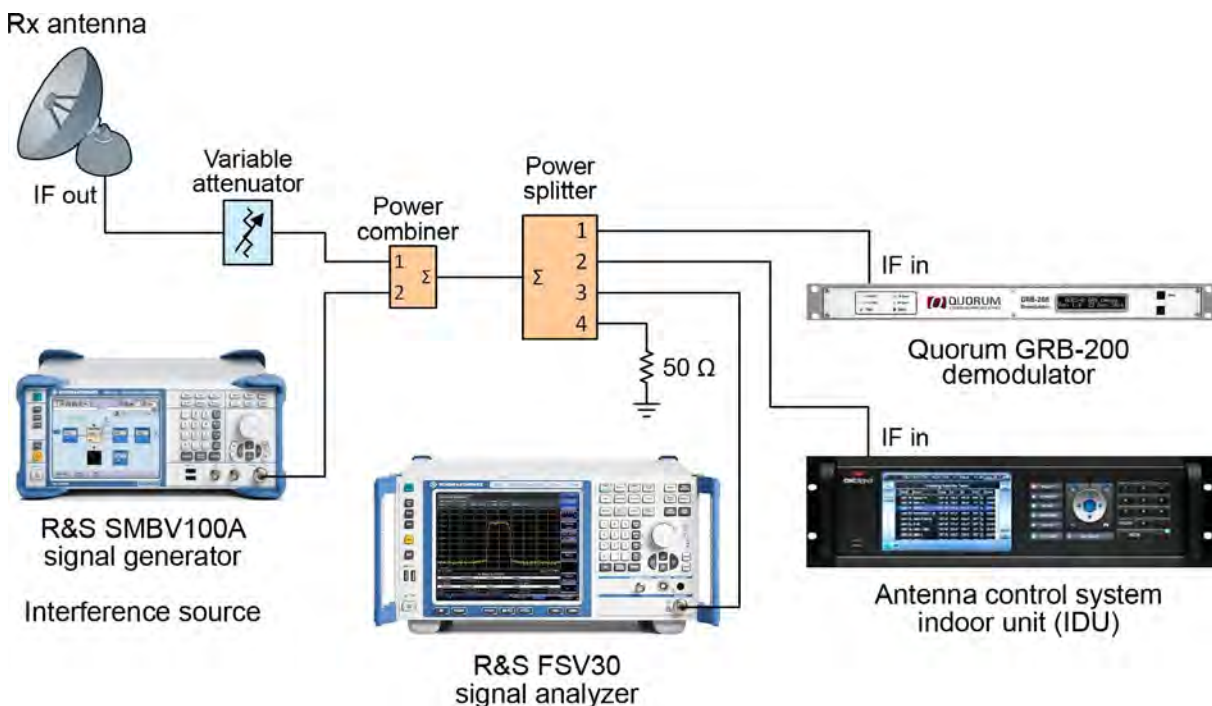 Rx antenna
IF out
Variable
attenuator
Power
combiner
1
2
Σ
Power
splitter
Σ
1
2
3
4
50 Ω
IF in
QUORUM
GRB-200
Quorum GRB-200
demodulator
IF in
Antenna control system
indoor unit (IDU)
R&S SMBV100A
signal generator
Interference source
R&S FSV30
signal analyzer